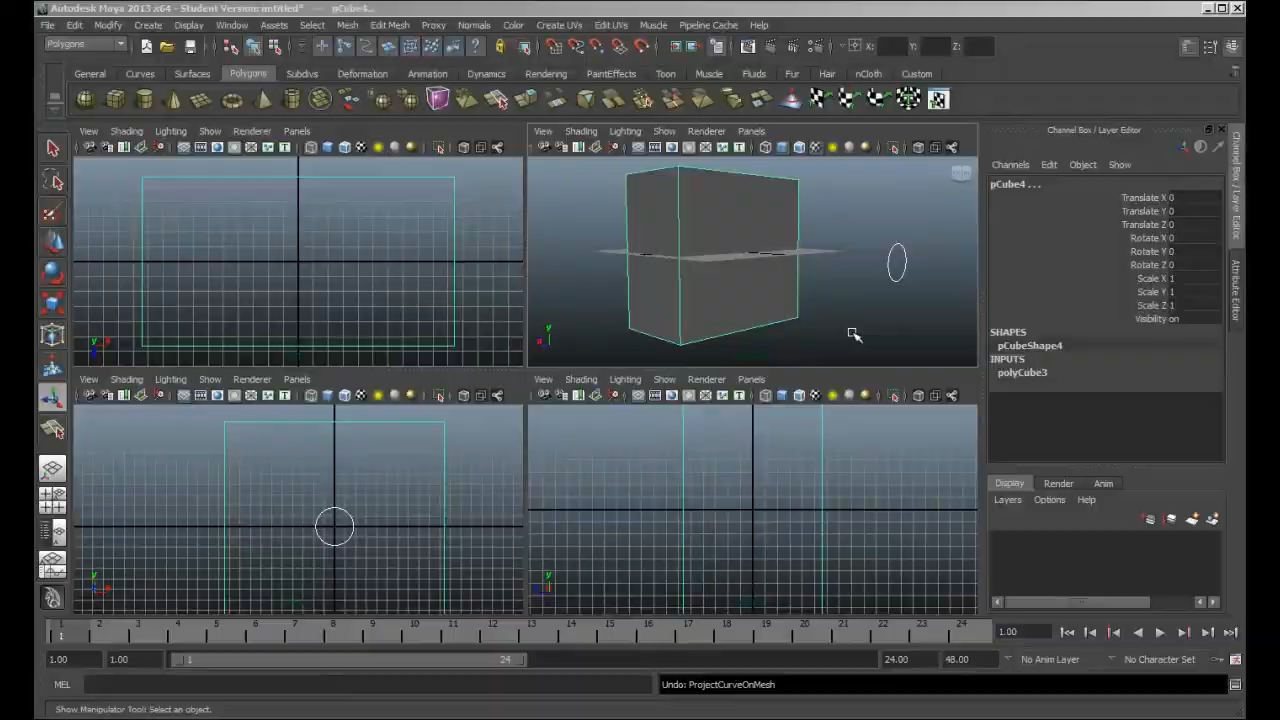 Autodesk Maya 2013 x64 - Student Version: untitled* --- pCube4...
File Edit Modify Create Display Window Assets Select Mesh Edit Mesh Proxy Normals Color Create UVs Edit UVs Muscle Pipeline Cache Help
Polygons X: Y: Z:
General Curves Surfaces Polygons Subdivs Deformation Animation Dynamics Rendering PaintEffects Toon Muscle Fluids Fur Hair nCloth Custom
View Shading Lighting Show Renderer Panels
View Shading Lighting Show Renderer Panels
Channel Box / Layer Editor
Channels Edit Object Show
pCube4 ...
Translate X 0
Translate Y 0
Translate Z 0
Rotate X 0
Rotate Y 0
Rotate Z 0
Scale X 1
Scale Y 1
Scale Z 1
Visibility on
SHAPES
pCubeShape4
INPUTS
polyCube3
Channel Box / Layer Editor
Attribute Editor
y
x
y
View Shading Lighting Show Renderer Panels
View Shading Lighting Show Renderer Panels
Display Render Anim
Layers Options Help
y
x
y
1 2 3 4 5 6 7 8 9 10 11 12 13 14 15 16 17 18 19 20 21 22 23 24
1
1.00
1.00 1.00 1 24 24.00 48.00 No Anim Layer No Character Set
MEL Undo: ProjectCurveOnMesh
Show Manipulator Tool: Select an object.